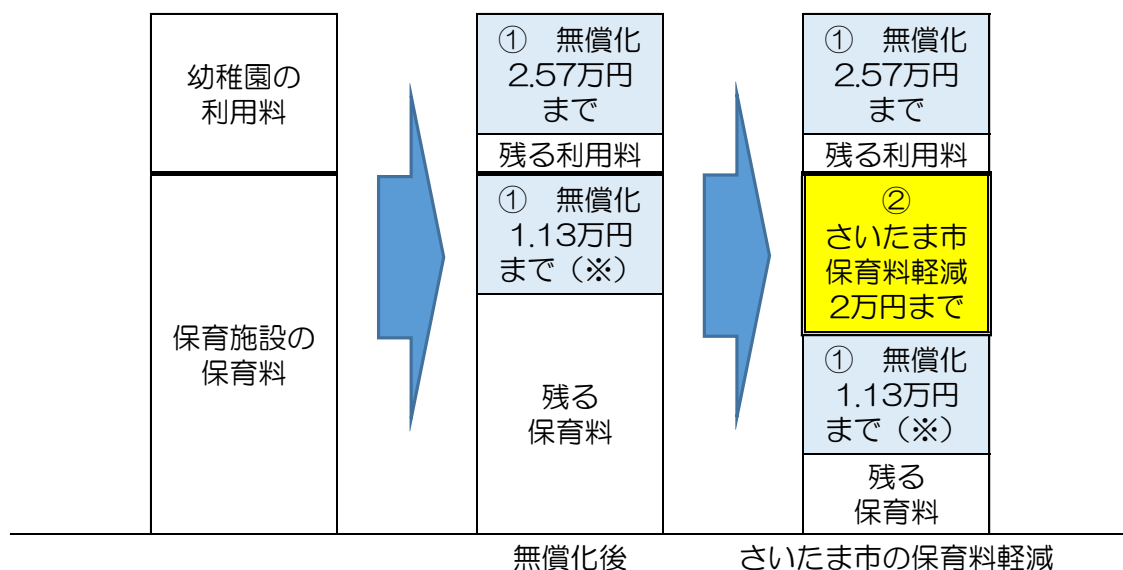 幼稚園の
利用料
保育施設の
保育料
① 無償化
2.57万円
まで
残る利用料
① 無償化
1.13万円
まで（※）
残る
保育料
無償化後
① 無償化
2.57万円
まで
残る利用料
②
さいたま市
保育料軽減
2万円まで
① 無償化
1.13万円
まで（※）
残る
保育料
さいたま市の保育料軽減